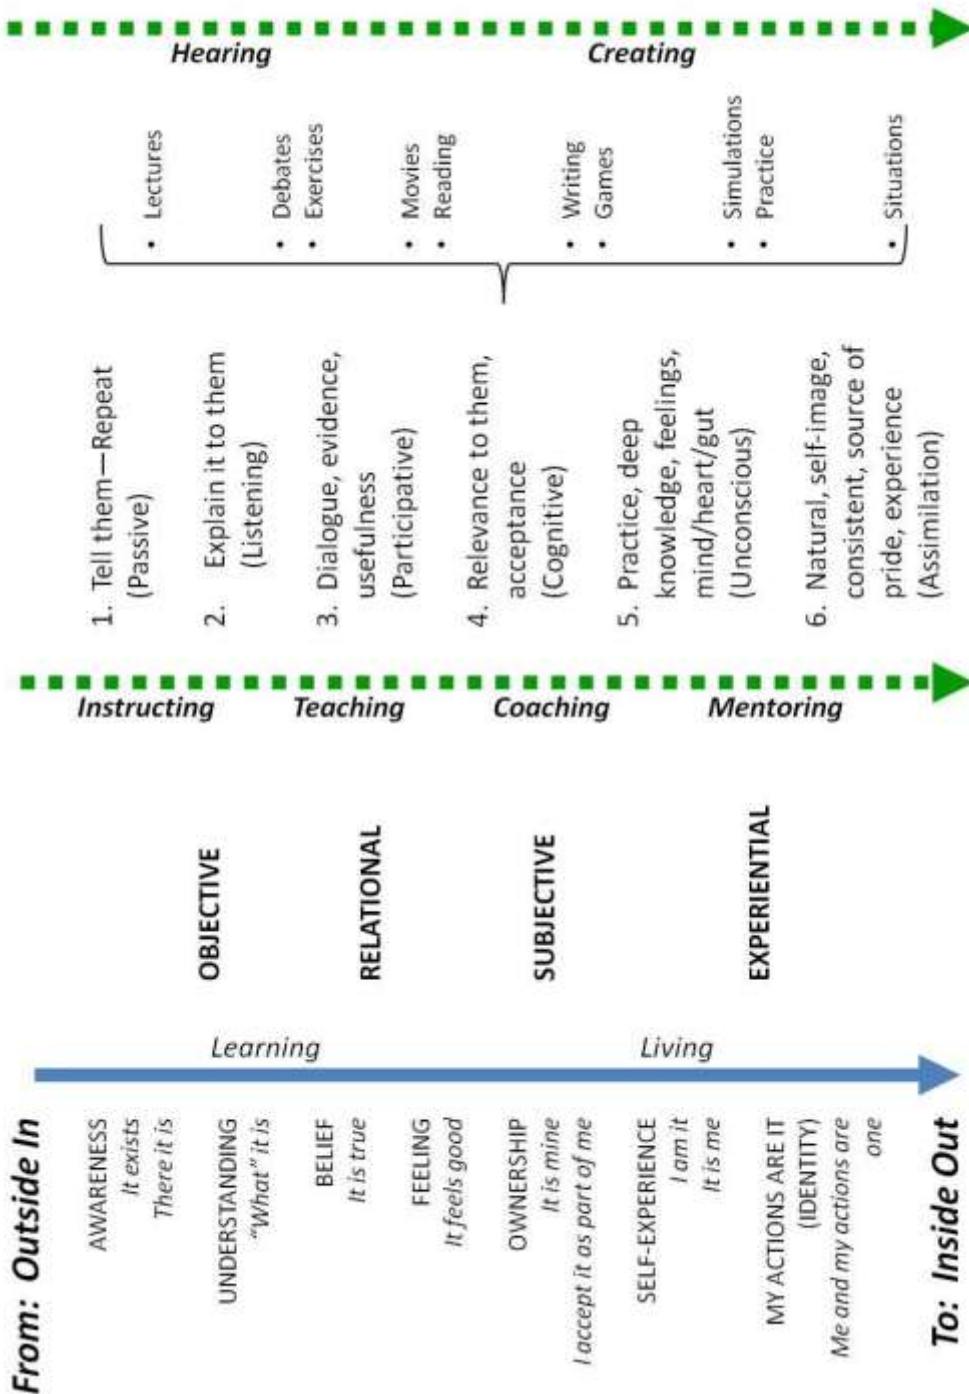 From: Outside In
AWARENESS
It exists
There it is
UNDERSTANDING
“What” it is
BELIEF
It is true
FEELING
It feels good
OWNERSHIP
It is mine
I accept it as part of me
SELF-EXPERIENCE
I am it
It is me
MY ACTIONS ARE IT
(IDENTITY)
Me and my actions are
one
To: Inside Out
Learning
Living
OBJECTIVE
RELATIONAL
SUBJECTIVE
EXPERIENTIAL
Instructing
Teaching
Coaching
Mentoring
1. Tell them—Repeat
(Passive)
2. Explain it to them
(Listening)
3. Dialogue, evidence,
usefulness
(Participative)
4. Relevance to them,
acceptance
(Cognitive)
5. Practice, deep
knowledge, feelings,
mind/heart/gut
(Unconscious)
6. Natural, self-image,
consistent, source of
pride, experience
(Assimilation)
• Lectures
• Debates
• Exercises
• Movies
• Reading
• Writing
• Games
• Simulations
• Practice
• Situations
Hearing
Creating